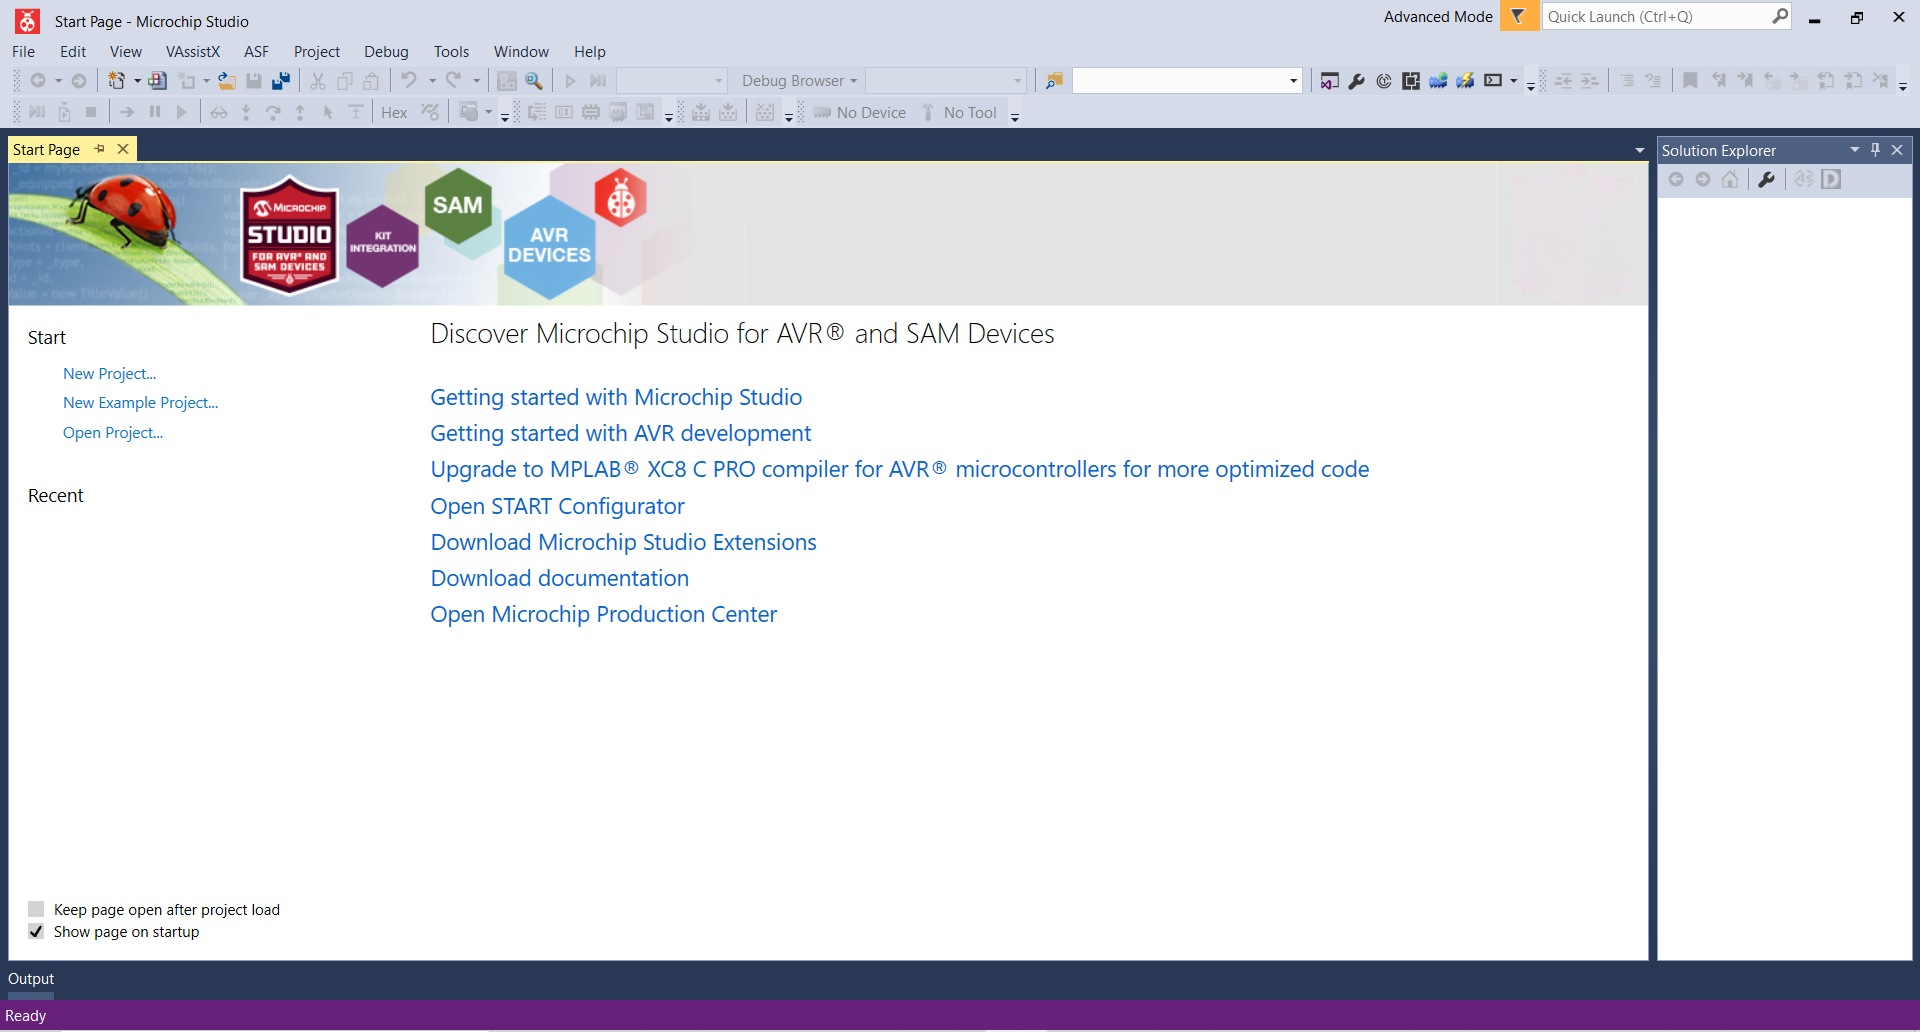 Start Page - Microchip Studio
Advanced Mode
Quick Launch (Ctrl+Q)
File Edit View VAssistX ASF Project Debug Tools Window Help
Debug Browser
Hex
No Device
No Tool
Start Page
MICROCHIP
STUDIO
FOR AVR® AND
SAM DEVICES
KIT
INTEGRATION
SAM
AVR
DEVICES
Solution Explorer
Start
New Project...
New Example Project...
Open Project...
Recent
Discover Microchip Studio for AVR® and SAM Devices
Getting started with Microchip Studio
Getting started with AVR development
Upgrade to MPLAB® XC8 C PRO compiler for AVR® microcontrollers for more optimized code
Open START Configurator
Download Microchip Studio Extensions
Download documentation
Open Microchip Production Center
Keep page open after project load
Show page on startup
Output
Ready